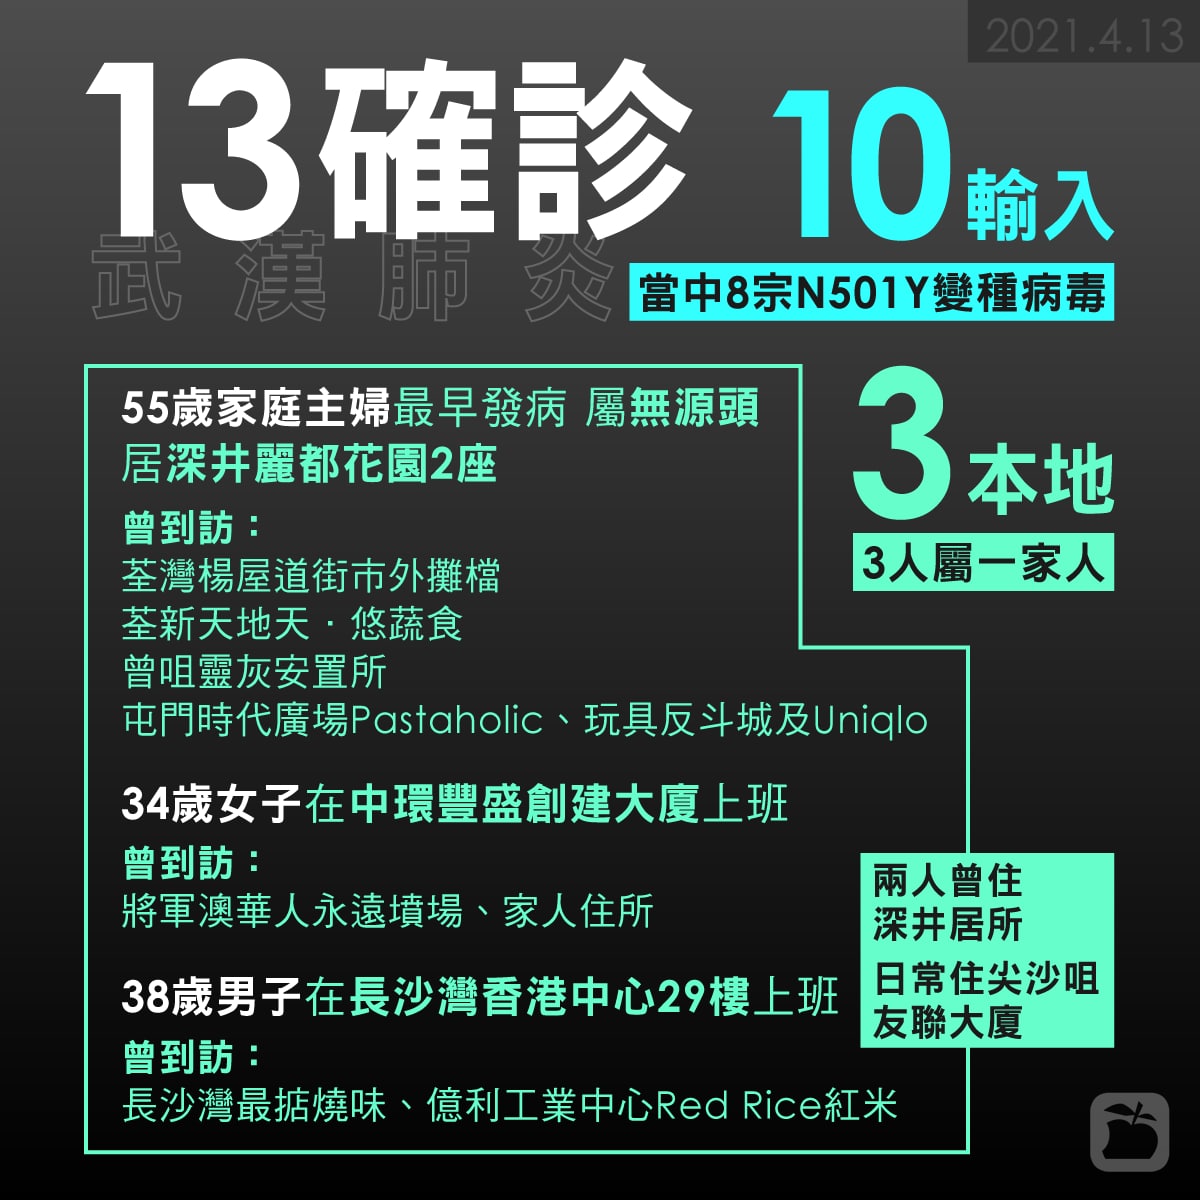 2021.4.13
13確診
武漢肺炎
10輸入
當中8宗N501Y變種病毒
3本地
3人屬一家人
55歲家庭主婦最早發病 屬無源頭
居深井麗都花園2座
曾到訪：
荃灣楊屋道街市外攤檔
荃新天地天．悠蔬食
曾咀靈灰安置所
屯門時代廣場Pastaholic、玩具反斗城及Uniqlo
34歲女子在中環豐盛創建大廈上班
曾到訪：
將軍澳華人永遠墳場、家人住所
38歲男子在長沙灣香港中心29樓上班
曾到訪：
長沙灣最掂燒味、億利工業中心Red Rice紅米
兩人曾住
深井居所
日常住尖沙咀
友聯大廈